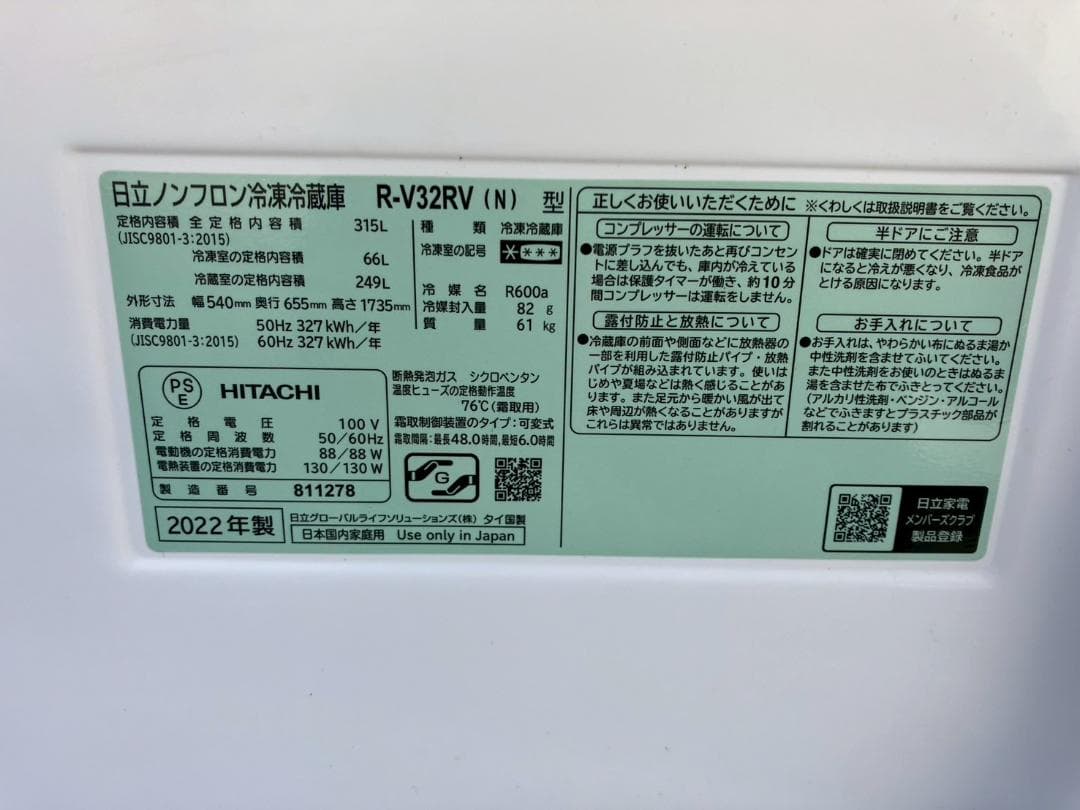 日立ノンフロン冷凍冷蔵庫 R-V32RV (N) 型
定格内容積 全定格内容積 315L
(JISC9801-3:2015)
冷凍室の定格内容積 66L
冷蔵室の定格内容積 249L
外形寸法 幅540mm 奥行655mm 高さ1735mm
消費電力量 50Hz 327kWh/年
(JISC9801-3:2015) 60Hz 327kWh/年
種類 冷凍冷蔵庫
冷凍室の記号 ****
冷媒名 R600a
冷媒封入量 82g
質量 61kg
PS
E
HITACHI
定格電圧 100V
定格周波数 50/60Hz
電動機の定格消費電力 88/88W
電熱装置の定格消費電力 130/130W
製造番号 811278
断熱発泡ガス シクロペンタン
温度ヒューズの定格動作温度
76℃(霜取用)
霜取制御装置のタイプ:可変式
霜取間隔:最長48.0時間,最短6.0時間
G
2022年製
日立グローバルライフソリューションズ(株) タイ国製
日本国内家庭用 Use only in Japan
正しくお使いいただくために ※くわしくは取扱説明書をご覧ください。
コンプレッサーの運転について
●電源プラフを抜いたあと再びコンセン
トに差し込んでも、庫内が冷えている
場合は保護タイマーが働き、約10分
間コンプレッサーは運転をしません。
露付防止と放熱について
●冷蔵庫の前面や側面などに放熱器の
一部を利用した露付防止パイプ・放熱
パイプが組み込まれています。使いは
じめや夏場などは熱く感じることがあ
ります。また足元から暖かい風が出て
床や周辺が熱くなることがありますが
これらは異常ではありません。
半ドアにご注意
●ドアは確実に閉めてください。半ドア
になると冷えが悪くなり、冷凍食品が
とける原因になります。
お手入れについて
●お手入れは、やわらかい布にぬるま湯か
中性洗剤を含ませてふいてください。
また中性洗剤をお使いのときはぬるま
湯を含ませた布でふきとってください。
(アルカリ性洗剤・ベンジン・アルコール
などでふきますとプラスチック部品が
割れることがあります)
日立家電
メンバーズクラブ
製品登録